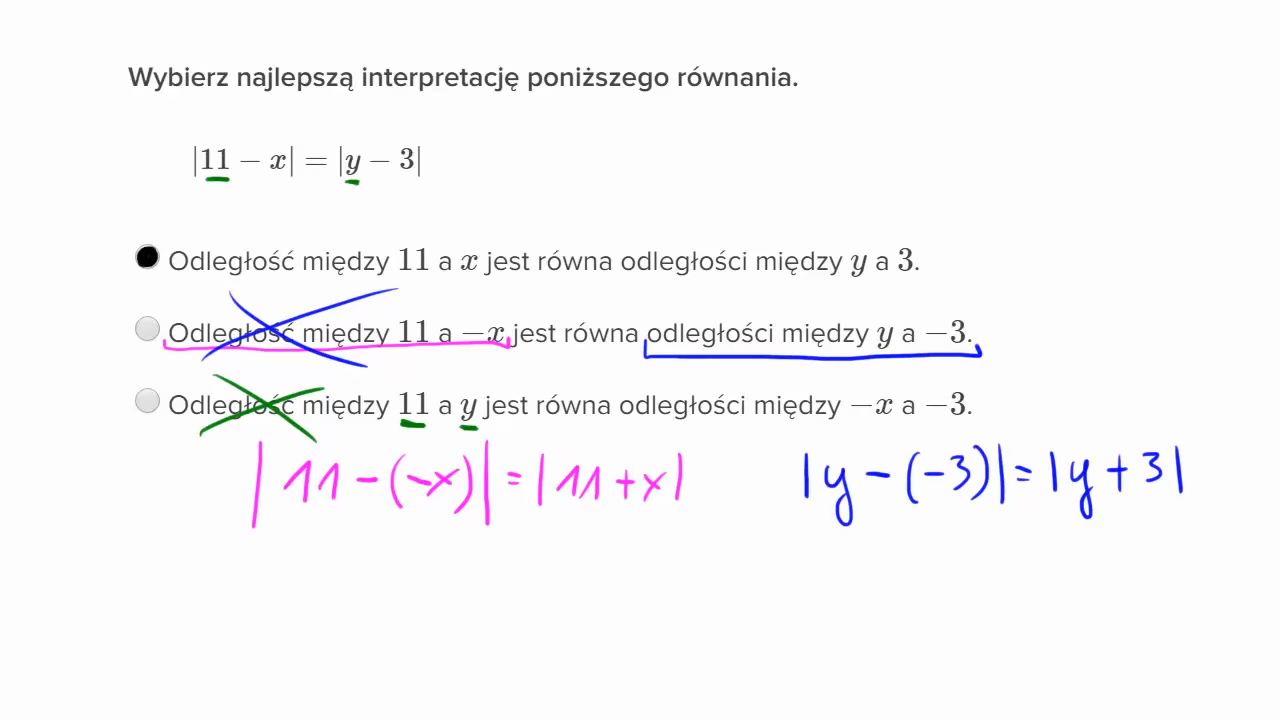 Wybierz najlepszą interpretację poniższego równania.
|11 − x| = |y − 3|
Odległość między 11 a x jest równa odległości między y a 3.
Odległość między 11 a −x jest równa odległości między y a −3.
Odległość między 11 a y jest równa odległości między −x a −3.
|11 − (−x)| = |11 + x| |y − (−3)| = |y + 3|